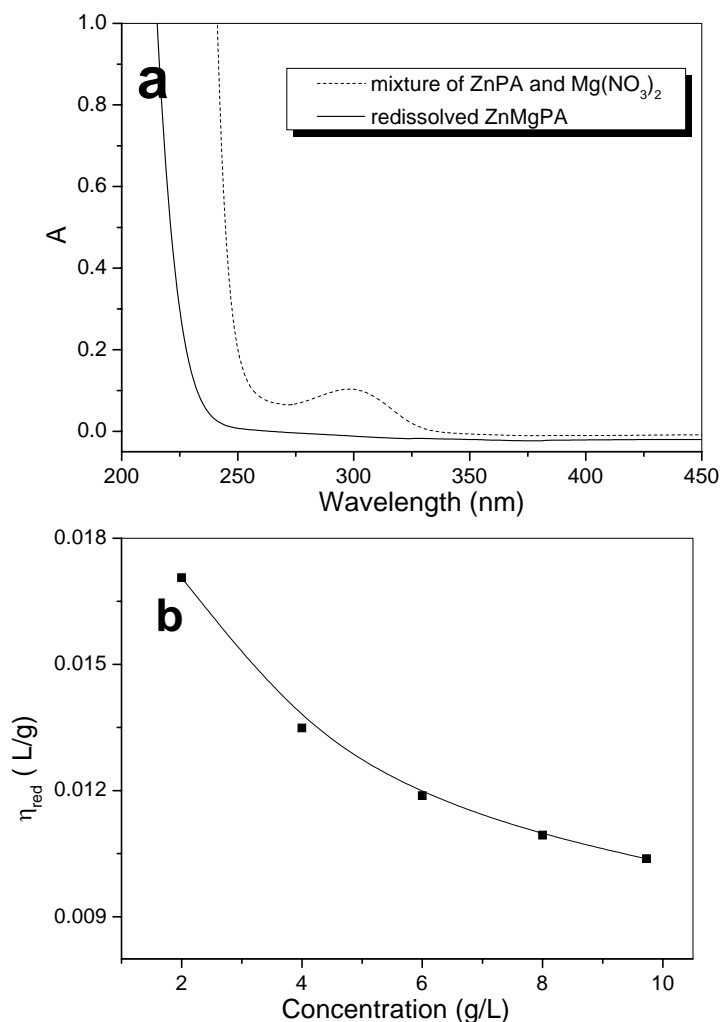 1.0
a
mixture of ZnPA and Mg(NO₃)₂
redissolved ZnMgPA
0.8
0.6
A
0.4
0.2
0.0
200 250 300 350 400 450
Wavelength (nm)
0.018
b
0.015
η_red ( L/g)
0.012
0.009
2 4 6 8 10
Concentration (g/L)